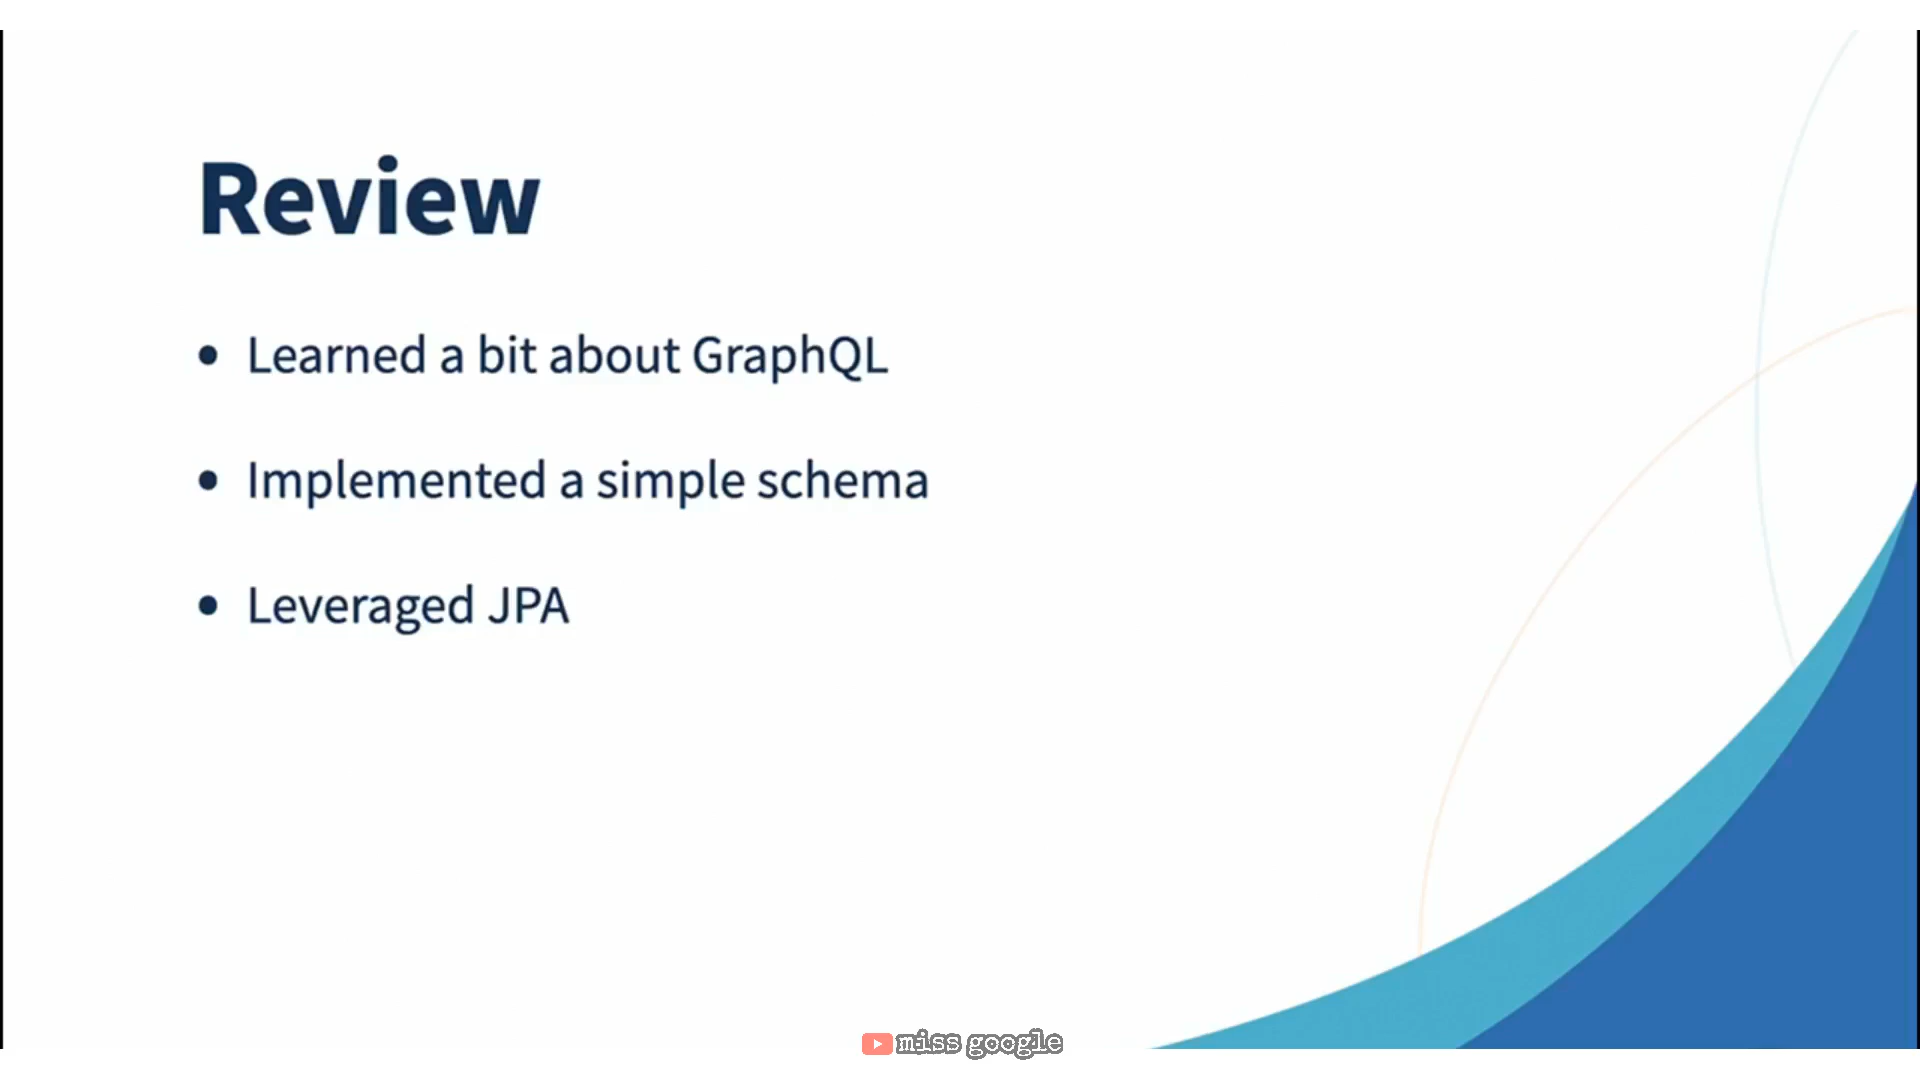 Review
• Learned a bit about GraphQL
• Implemented a simple schema
• Leveraged JPA
miss google